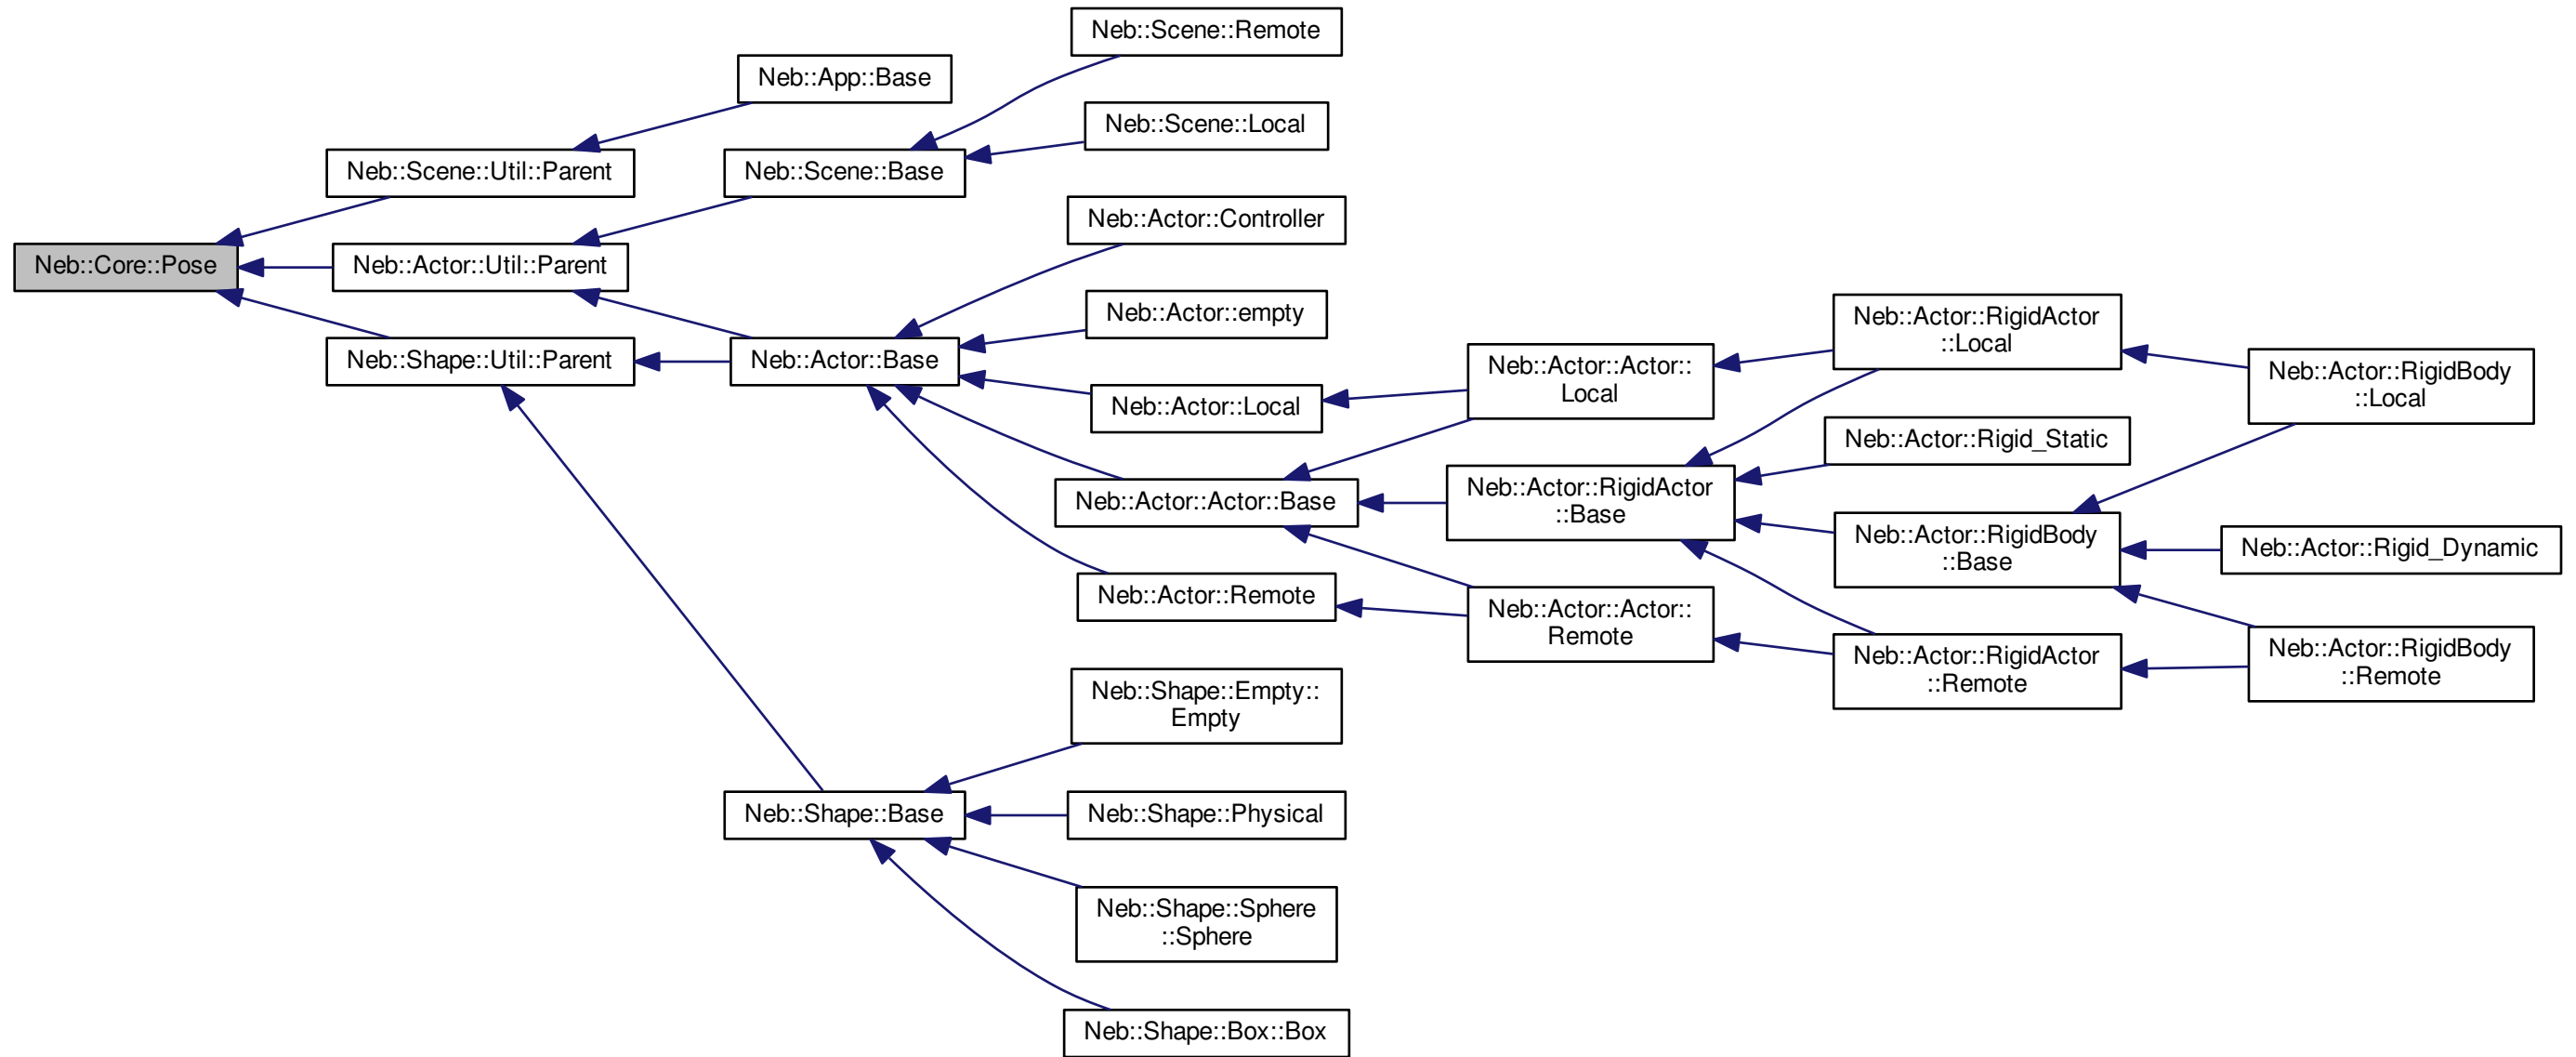 Neb::Scene::Remote
Neb::App::Base
Neb::Scene::Local
Neb::Scene::Util::Parent
Neb::Scene::Base
Neb::Actor::Controller
Neb::Core::Pose
Neb::Actor::Util::Parent
Neb::Actor::empty
Neb::Actor::RigidActor
::Local
Neb::Shape::Util::Parent
Neb::Actor::Base
Neb::Actor::Actor::
Local
Neb::Actor::RigidBody
::Local
Neb::Actor::Local
Neb::Actor::Rigid_Static
Neb::Actor::Actor::Base
Neb::Actor::RigidActor
::Base
Neb::Actor::RigidBody
::Base
Neb::Actor::Rigid_Dynamic
Neb::Actor::Remote
Neb::Actor::Actor::
Remote
Neb::Actor::RigidActor
::Remote
Neb::Actor::RigidBody
::Remote
Neb::Shape::Empty::
Empty
Neb::Shape::Base
Neb::Shape::Physical
Neb::Shape::Sphere
::Sphere
Neb::Shape::Box::Box